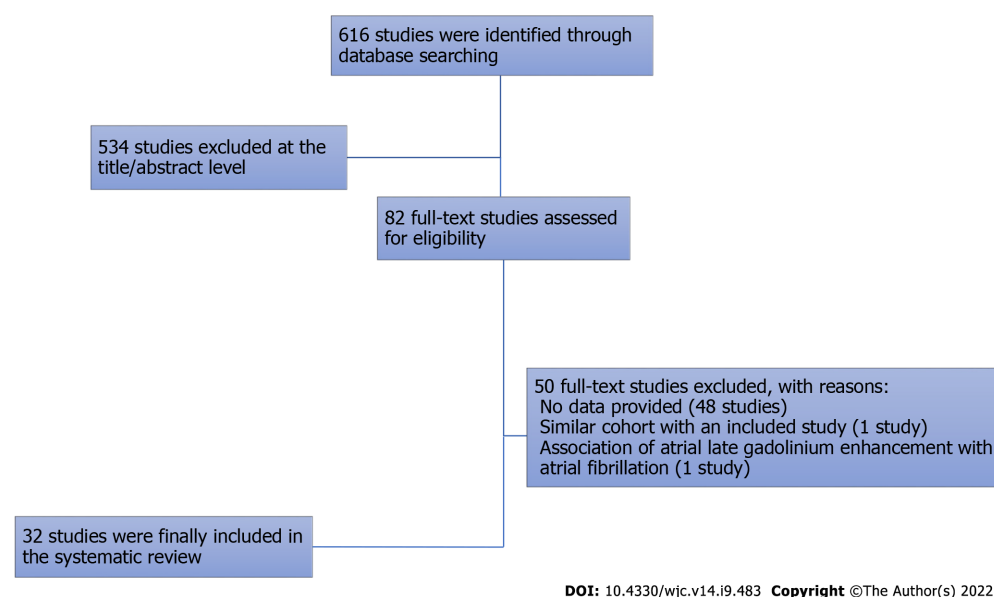 616 studies were identified through
database searching
534 studies excluded at the
title/abstract level
82 full-text studies assessed
for eligibility
50 full-text studies excluded, with reasons:
No data provided (48 studies)
Similar cohort with an included study (1 study)
Association of atrial late gadolinium enhancement with
atrial fibrillation (1 study)
32 studies were finally included in
the systematic review
DOI: 10.4330/wjc.v14.i9.483 Copyright ©The Author(s) 2022